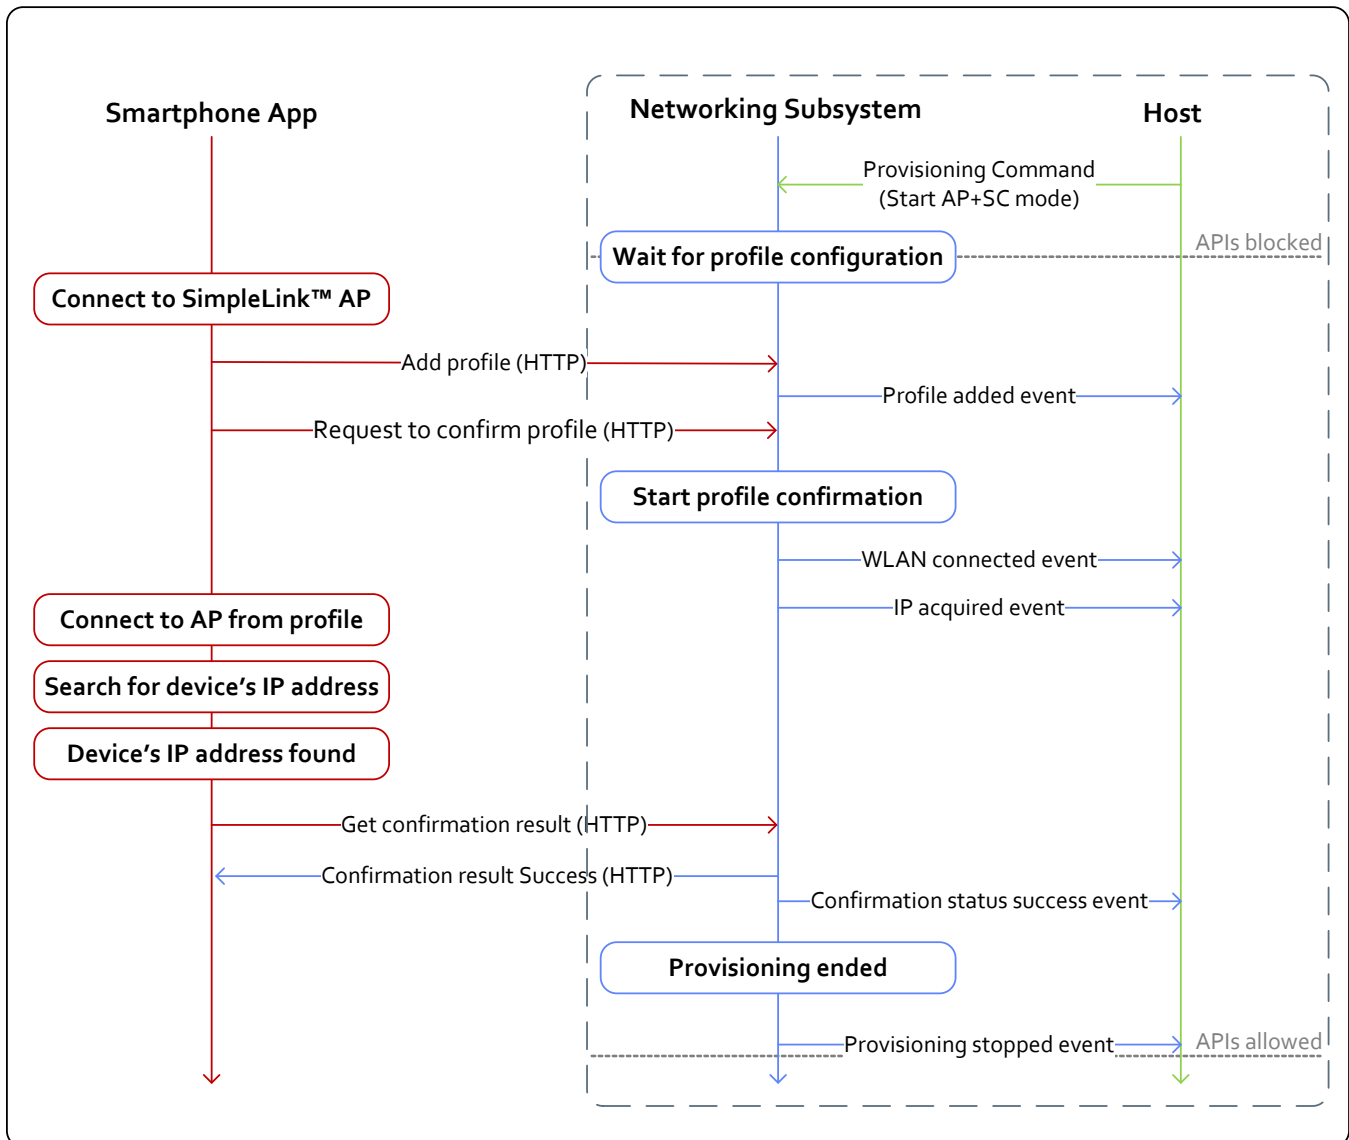 Smartphone App
Networking Subsystem
Host
Provisioning Command
(Start AP+SC mode)
APIs blocked
Wait for profile configuration
Connect to SimpleLink™ AP
Add profile (HTTP)
Profile added event
Request to confirm profile (HTTP)
Start profile confirmation
WLAN connected event
IP acquired event
Connect to AP from profile
Search for device’s IP address
Device’s IP address found
Get confirmation result (HTTP)
Confirmation result Success (HTTP)
Confirmation status success event
Provisioning ended
Provisioning stopped event
APIs allowed